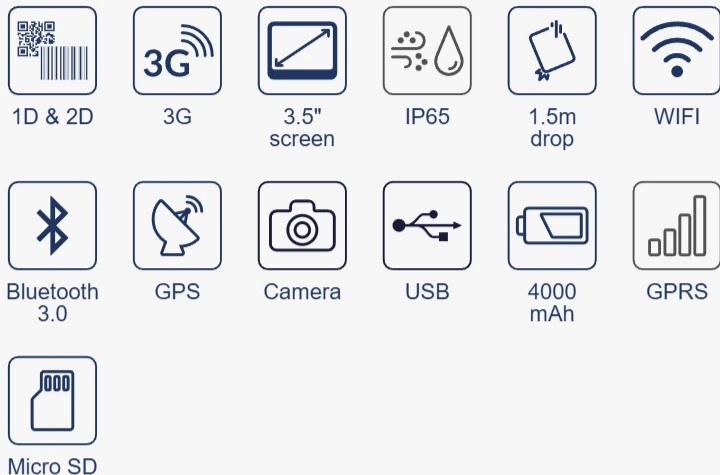 3G
1D & 2D
3G
3.5"
screen
IP65
1.5m
drop
WIFI
Bluetooth
3.0
GPS
Camera
USB
4000
mAh
GPRS
Micro SD